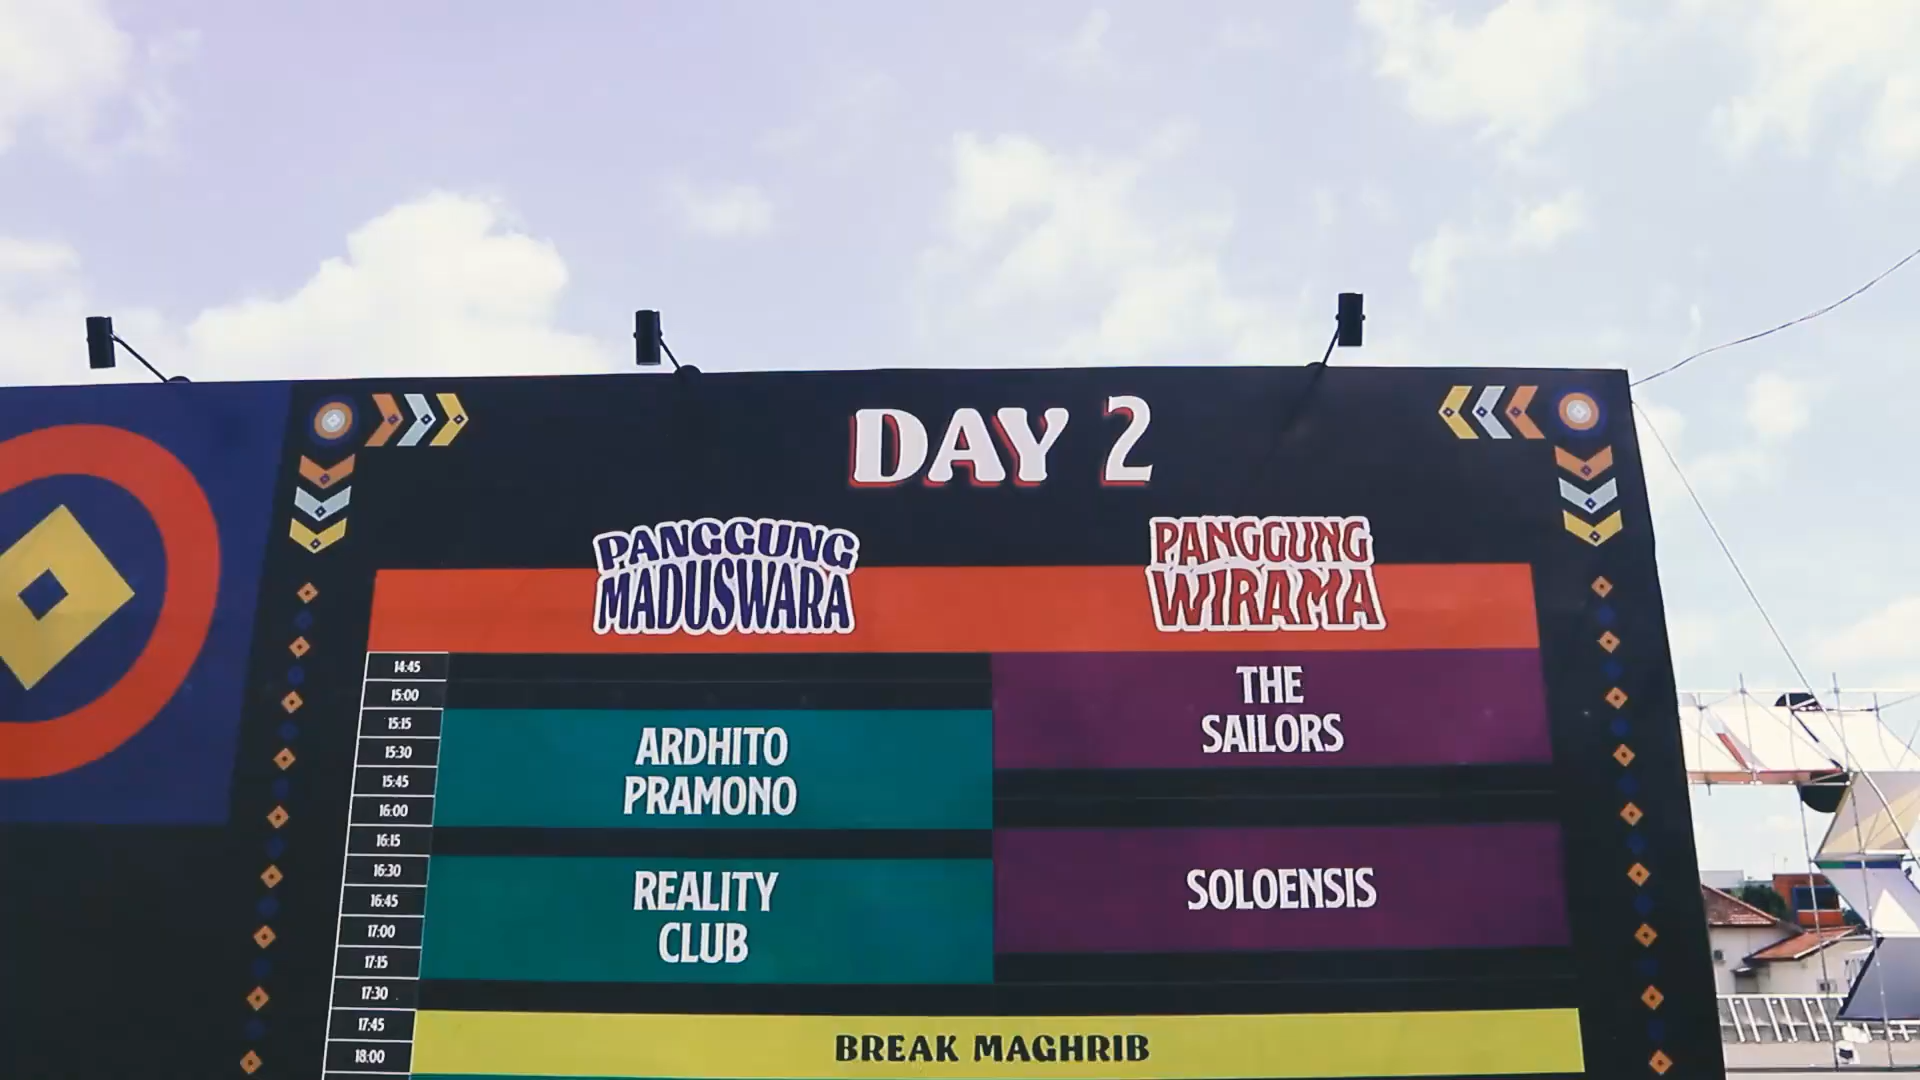 DAY 2
PANGGUNG
MADUSWARA
PANGGUNG
WIRAMA
14:45
15:00
15:15
15:30
15:45
16:00
16:15
16:30
16:45
17:00
17:15
17:30
17:45
18:00
ARDHITO
PRAMONO
REALITY
CLUB
THE
SAILORS
SOLOENSIS
BREAK MAGHRIB